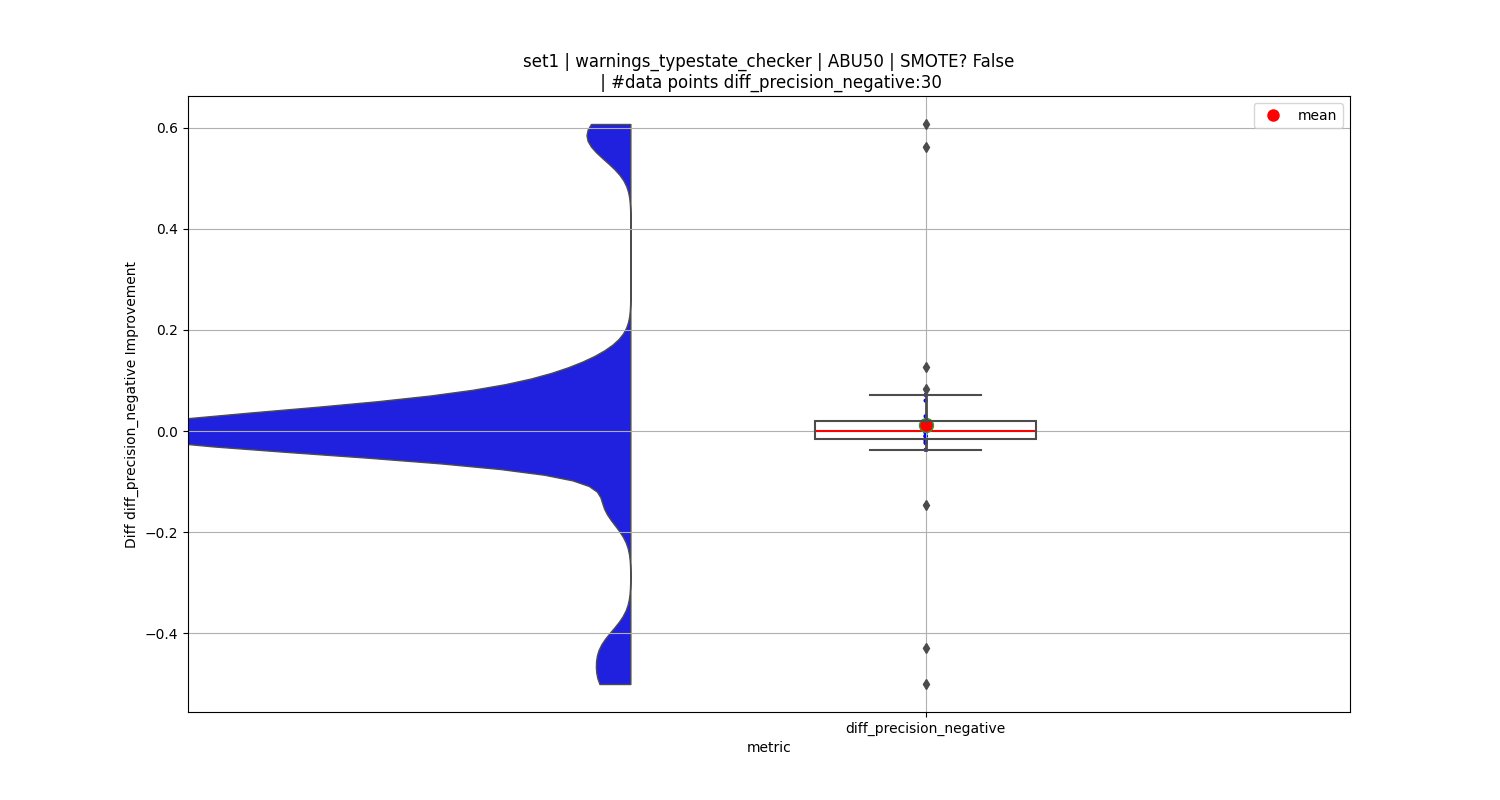 set1 | warnings_typestate_checker | ABU50 | SMOTE? False
| #data points diff_precision_negative:30
mean
0.6
0.4
0.2
0.0
−0.2
−0.4
Diff diff_precision_negative Improvement
diff_precision_negative
metric